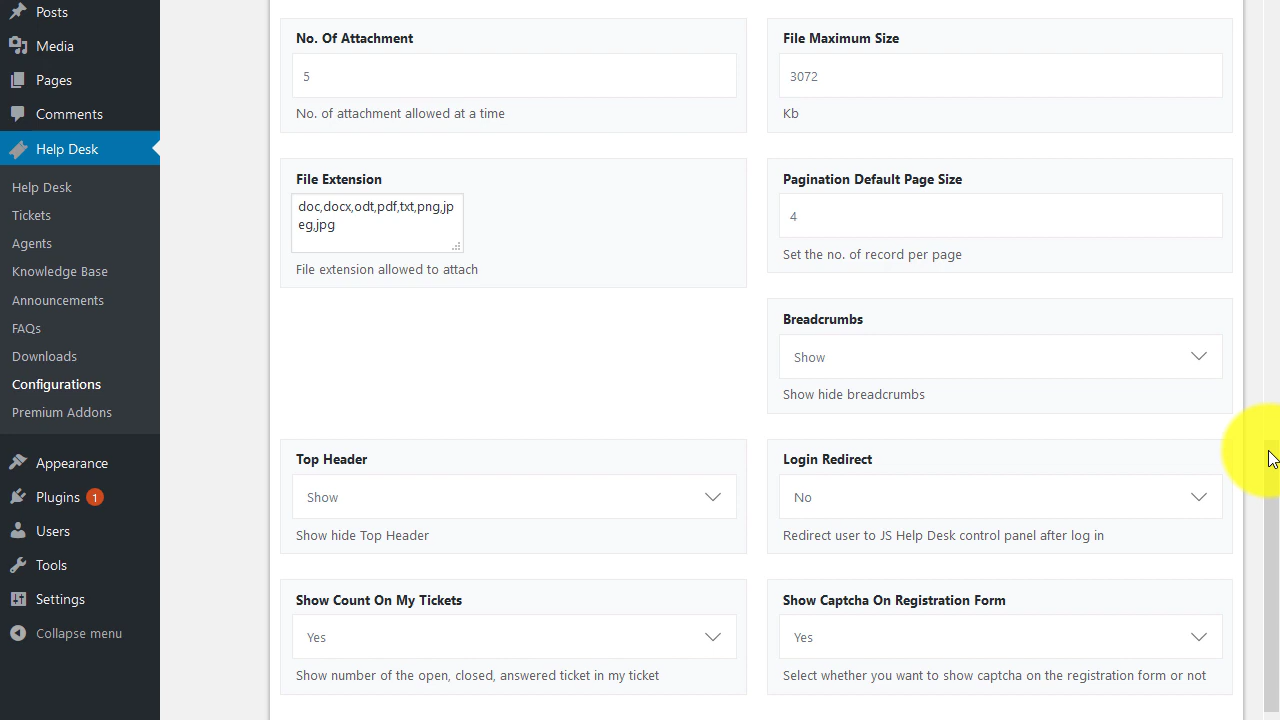 Posts
Media
Pages
Comments
Help Desk
Help Desk
Tickets
Agents
Knowledge Base
Announcements
FAQs
Downloads
Configurations
Premium Addons
Appearance
Plugins 1
Users
Tools
Settings
Collapse menu
No. Of Attachment
5
No. of attachment allowed at a time
File Maximum Size
3072
Kb
File Extension
doc,docx,odt,pdf,txt,png,jp
eg,jpg
File extension allowed to attach
Pagination Default Page Size
4
Set the no. of record per page
Breadcrumbs
Show
Show hide breadcrumbs
Top Header
Show
Show hide Top Header
Login Redirect
No
Redirect user to JS Help Desk control panel after log in
Show Count On My Tickets
Yes
Show number of the open, closed, answered ticket in my ticket
Show Captcha On Registration Form
Yes
Select whether you want to show captcha on the registration form or not